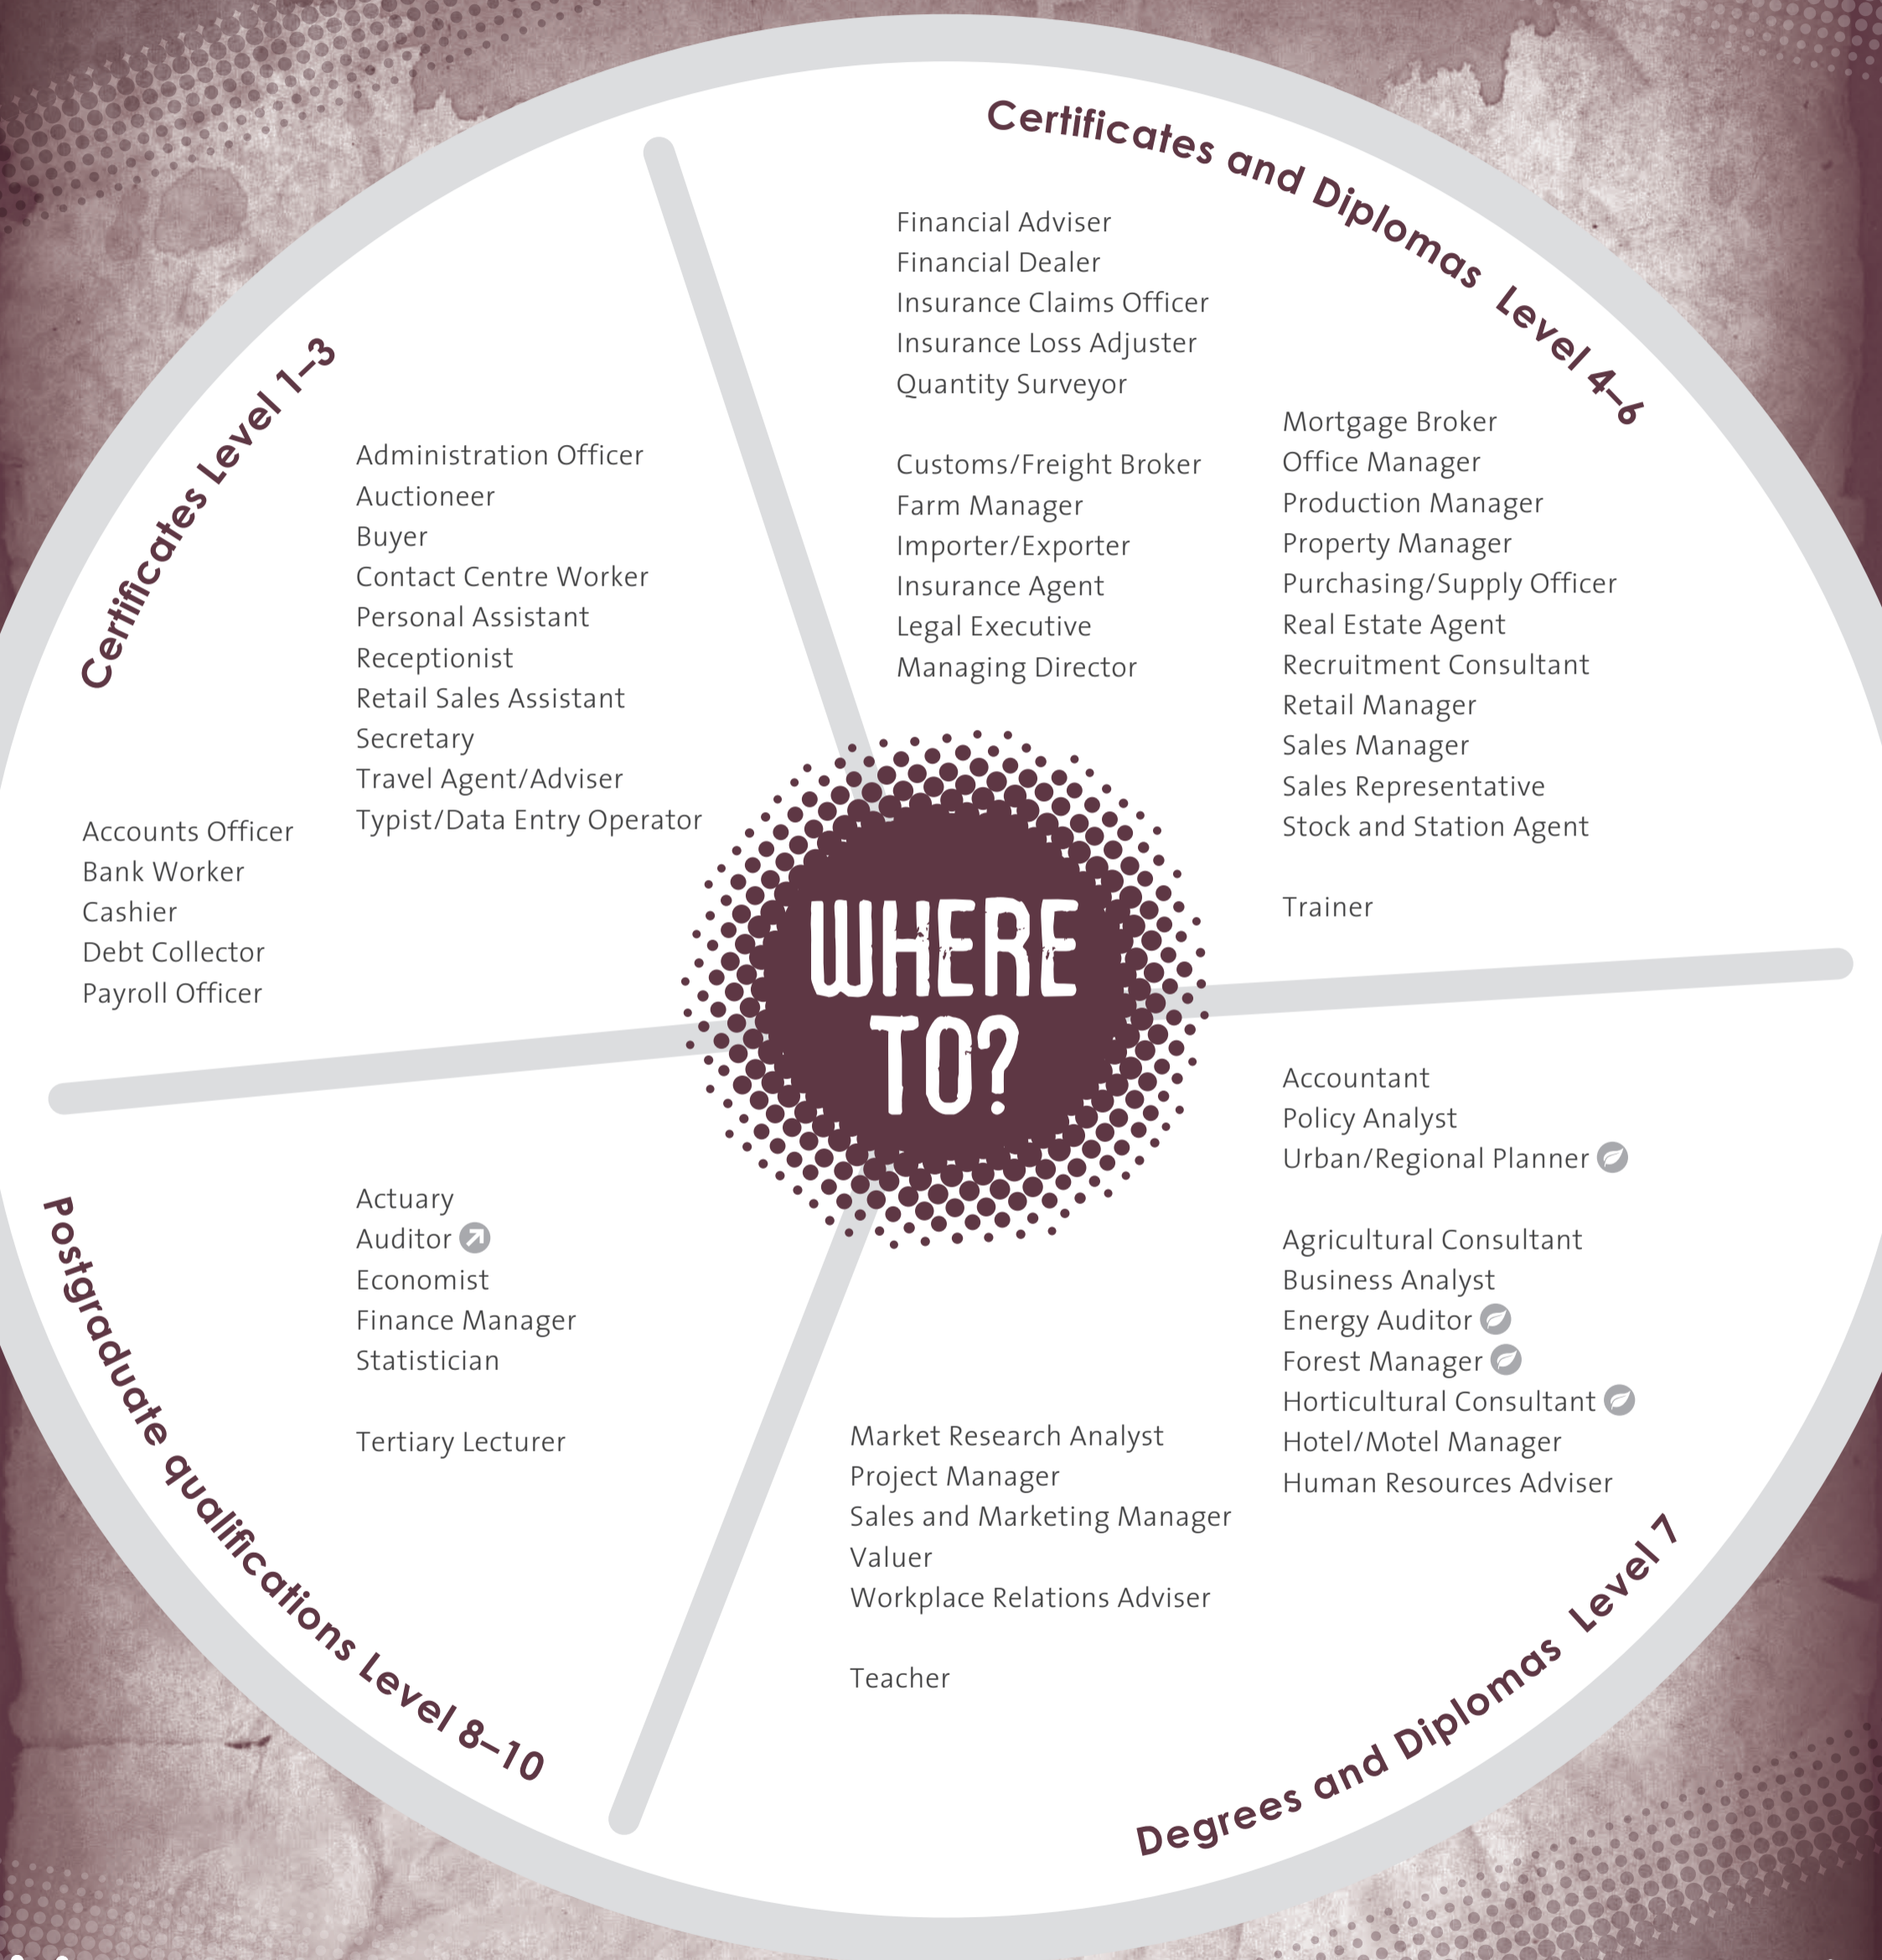 Certificates Level 1–3
Accounts Officer
Bank Worker
Cashier
Debt Collector
Payroll Officer
Administration Officer
Auctioneer
Buyer
Contact Centre Worker
Personal Assistant
Receptionist
Retail Sales Assistant
Secretary
Travel Agent/Adviser
Typist/Data Entry Operator
Certificates and Diplomas Level 4–6
Financial Adviser
Financial Dealer
Insurance Claims Officer
Insurance Loss Adjuster
Quantity Surveyor
Customs/Freight Broker
Farm Manager
Importer/Exporter
Insurance Agent
Legal Executive
Managing Director
Mortgage Broker
Office Manager
Production Manager
Property Manager
Purchasing/Supply Officer
Real Estate Agent
Recruitment Consultant
Retail Manager
Sales Manager
Sales Representative
Stock and Station Agent
Trainer
WHERE
TO?
Accountant
Policy Analyst
Urban/Regional Planner
Agricultural Consultant
Business Analyst
Energy Auditor
Forest Manager
Horticultural Consultant
Hotel/Motel Manager
Human Resources Adviser
Market Research Analyst
Project Manager
Sales and Marketing Manager
Valuer
Workplace Relations Adviser
Teacher
Degrees and Diplomas Level 7
Postgraduate qualifications Level 8–10
Actuary
Auditor
Economist
Finance Manager
Statistician
Tertiary Lecturer